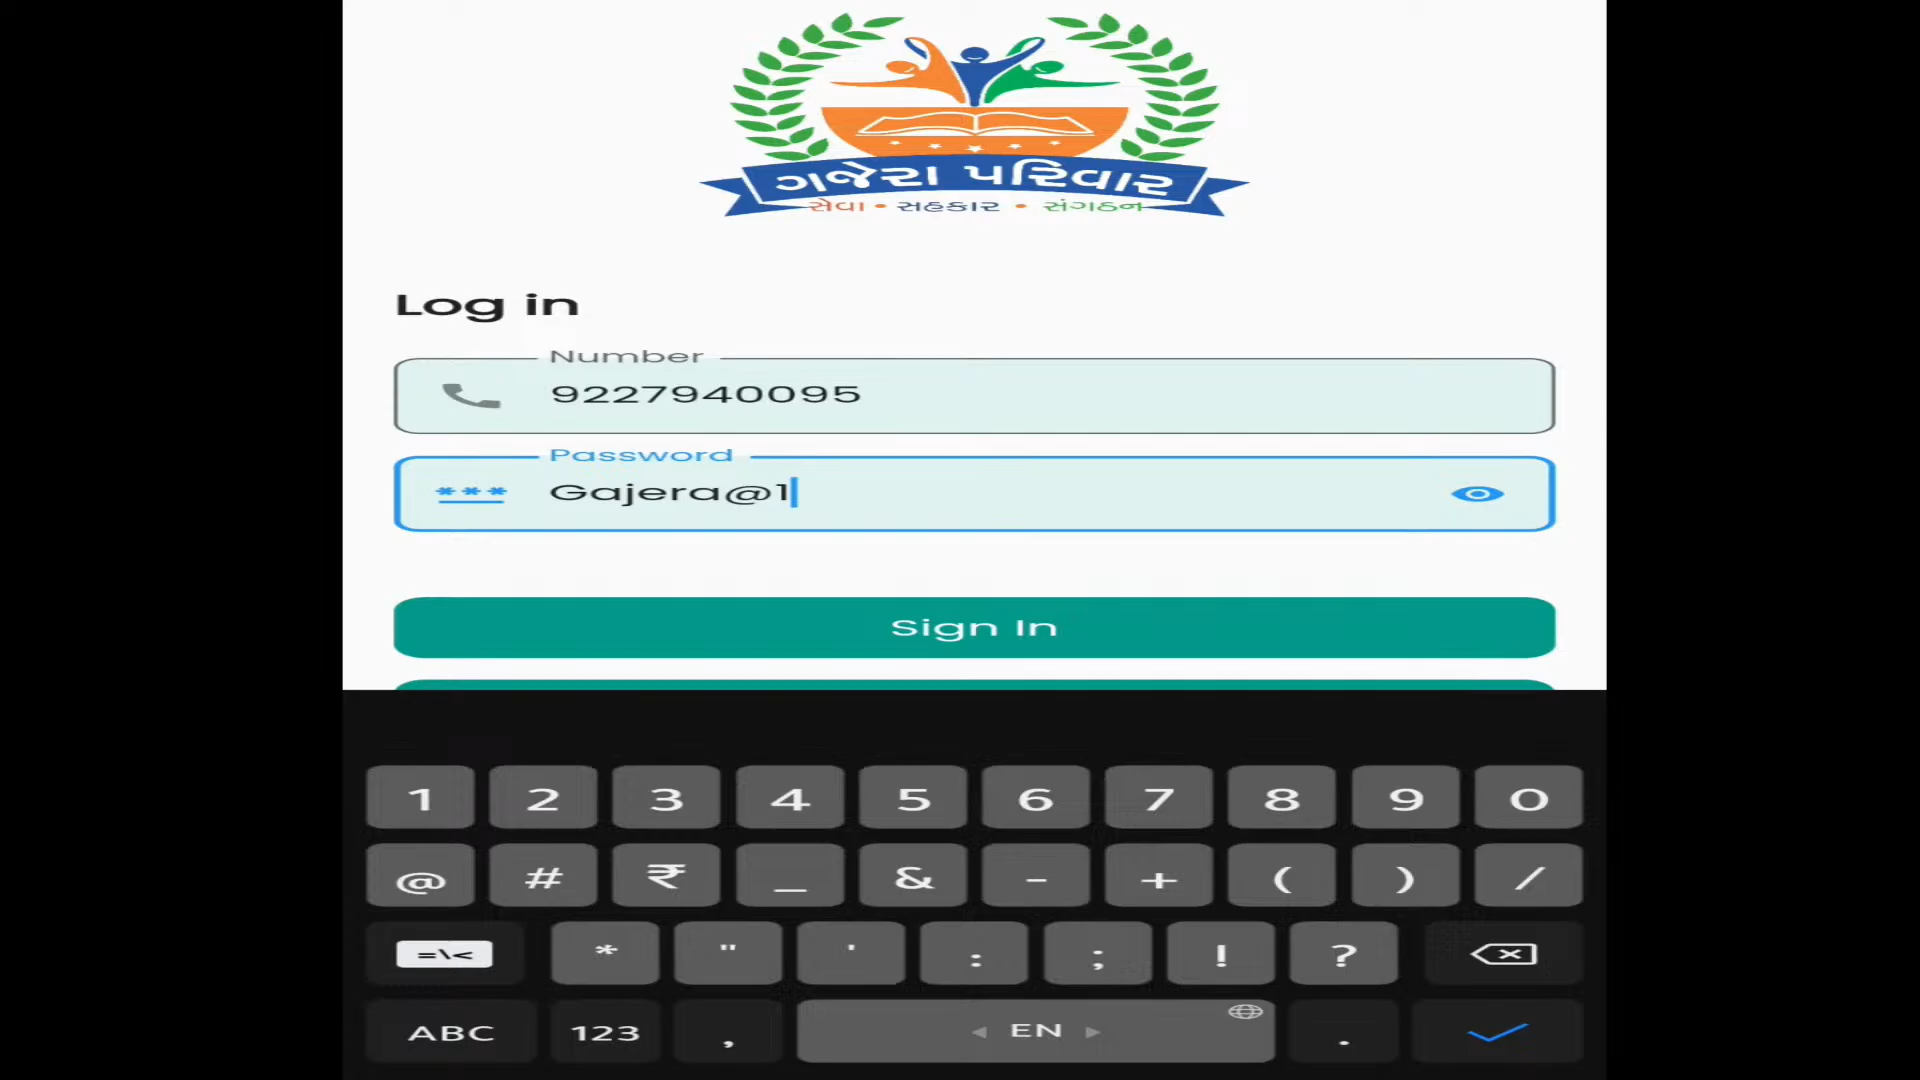 ગજેરા પરિવાર
સેવા • સહકાર • સંગઠન
Log in
Number
9227940095
Password
***
Gajera@1
Sign In
1 2 3 4 5 6 7 8 9 0
@ # ₹ _ & - + ( ) /
=\< * " ' : ; ! ?
ABC 123 , EN .